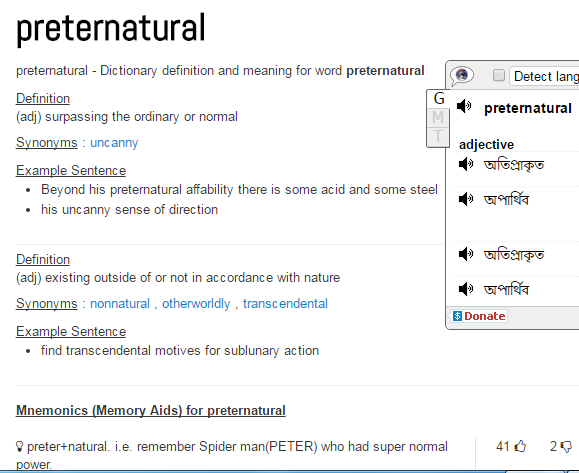 preternatural
preternatural - Dictionary definition and meaning for word preternatural
Definition
(adj) surpassing the ordinary or normal
Synonyms : uncanny
Example Sentence
• Beyond his preternatural affability there is some acid and some steel
• his uncanny sense of direction
Definition
(adj) existing outside of or not in accordance with nature
Synonyms : nonnatural , otherworldly , transcendental
Example Sentence
• find transcendental motives for sublunary action
Mnemonics (Memory Aids) for preternatural
preter+natural. i.e. remember Spider man(PETER) who had super normal
power.
41
2
Detect lang
G
M
T
preternatural
adjective
অতিপ্রাকৃত
অপার্থিব
অতিপ্রাকৃত
অপার্থিব
$ Donate